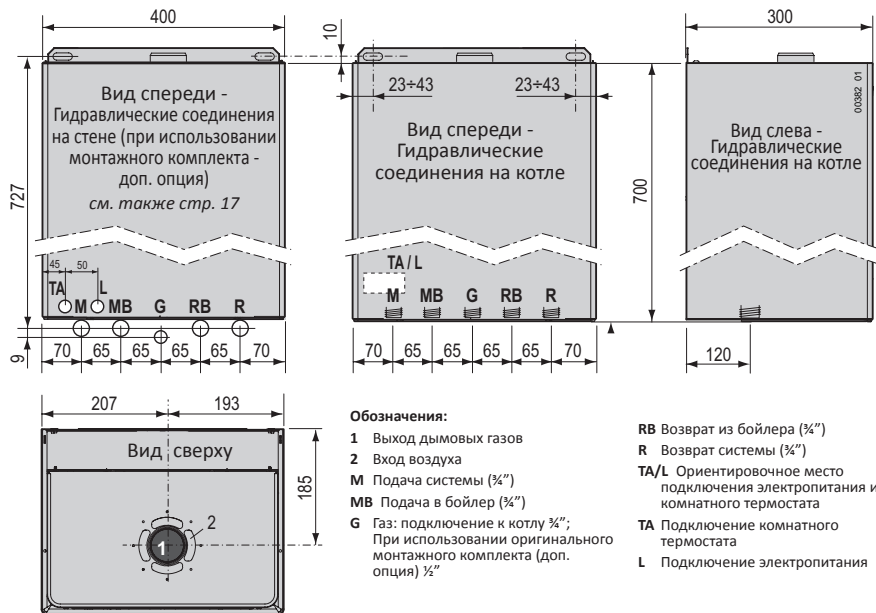 400
10
300
727
Вид спереди -
Гидравлические соединения
на стене (при использовании
монтажного комплекта -
доп. опция)
см. также стр. 17
45
50
TA
L
M
MB
G
RB
R
9
70
65
65
65
65
70
23÷43
23÷43
Вид спереди -
Гидравлические
соединения на котле
700
TA / L
M
MB
G
RB
R
70
65
65
65
65
70
00382 01
Вид слева -
Гидравлические
соединения на котле
120
207
193
Вид сверху
185
1
2
Обозначения:
1 Выход дымовых газов
2 Вход воздуха
M Подача системы (¾”)
MB Подача в бойлер (¾”)
G Газ: подключение к котлу ¾”;
При использовании оригинального
монтажного комплекта (доп.
опция) ½”
RB Возврат из бойлера (¾”)
R Возврат системы (¾”)
TA/L Ориентировочное место
подключения электропитания и
комнатного термостата
TA Подключение комнатного
термостата
L Подключение электропитания